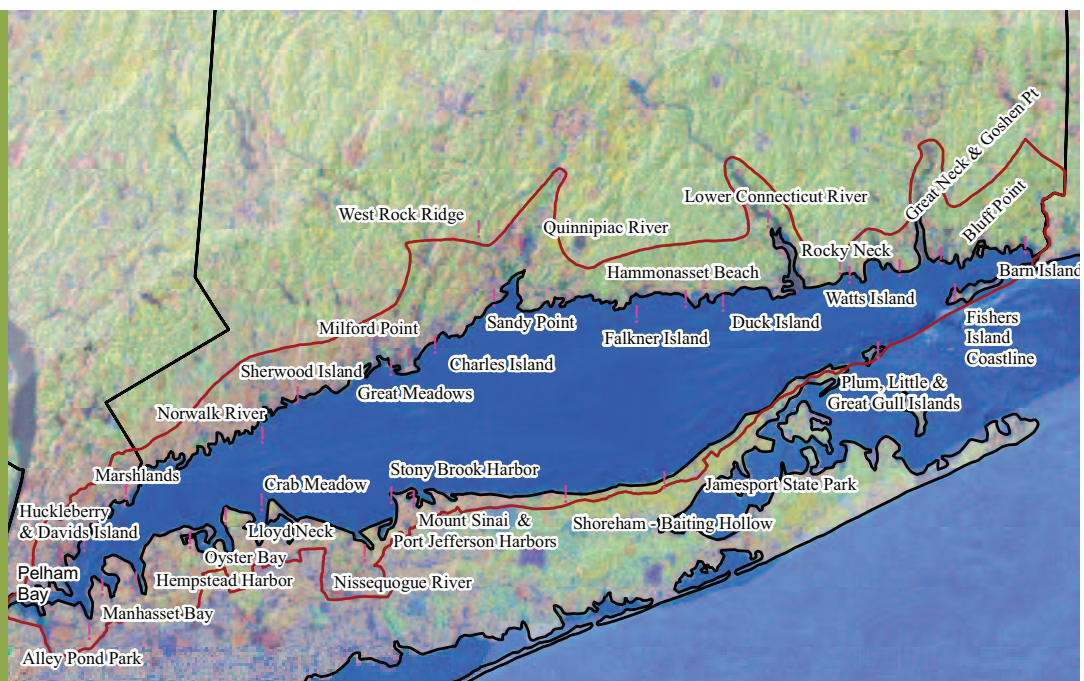 Great Neck & Goshen Pt
West Rock Ridge
Lower Connecticut River
Quinnipiac River
Bluff Point
Rocky Neck
Hammonasset Beach
Barn Island
Watts Island
Milford Point
Sandy Point
Duck Island
Fishers
Island
Coastline
Falkner Island
Charles Island
Sherwood Island
Great Meadows
Plum, Little &
Great Gull Islands
Norwalk River
Marshlands
Stony Brook Harbor
Crab Meadow
Jamesport State Park
Huckleberry
& Davids Island
Mount Sinai &
Port Jefferson Harbors
Shoreham - Baiting Hollow
Lloyd Neck
Oyster Bay
Pelham
Bay
Hempstead Harbor
Nissequogue River
Manhasset Bay
Alley Pond Park